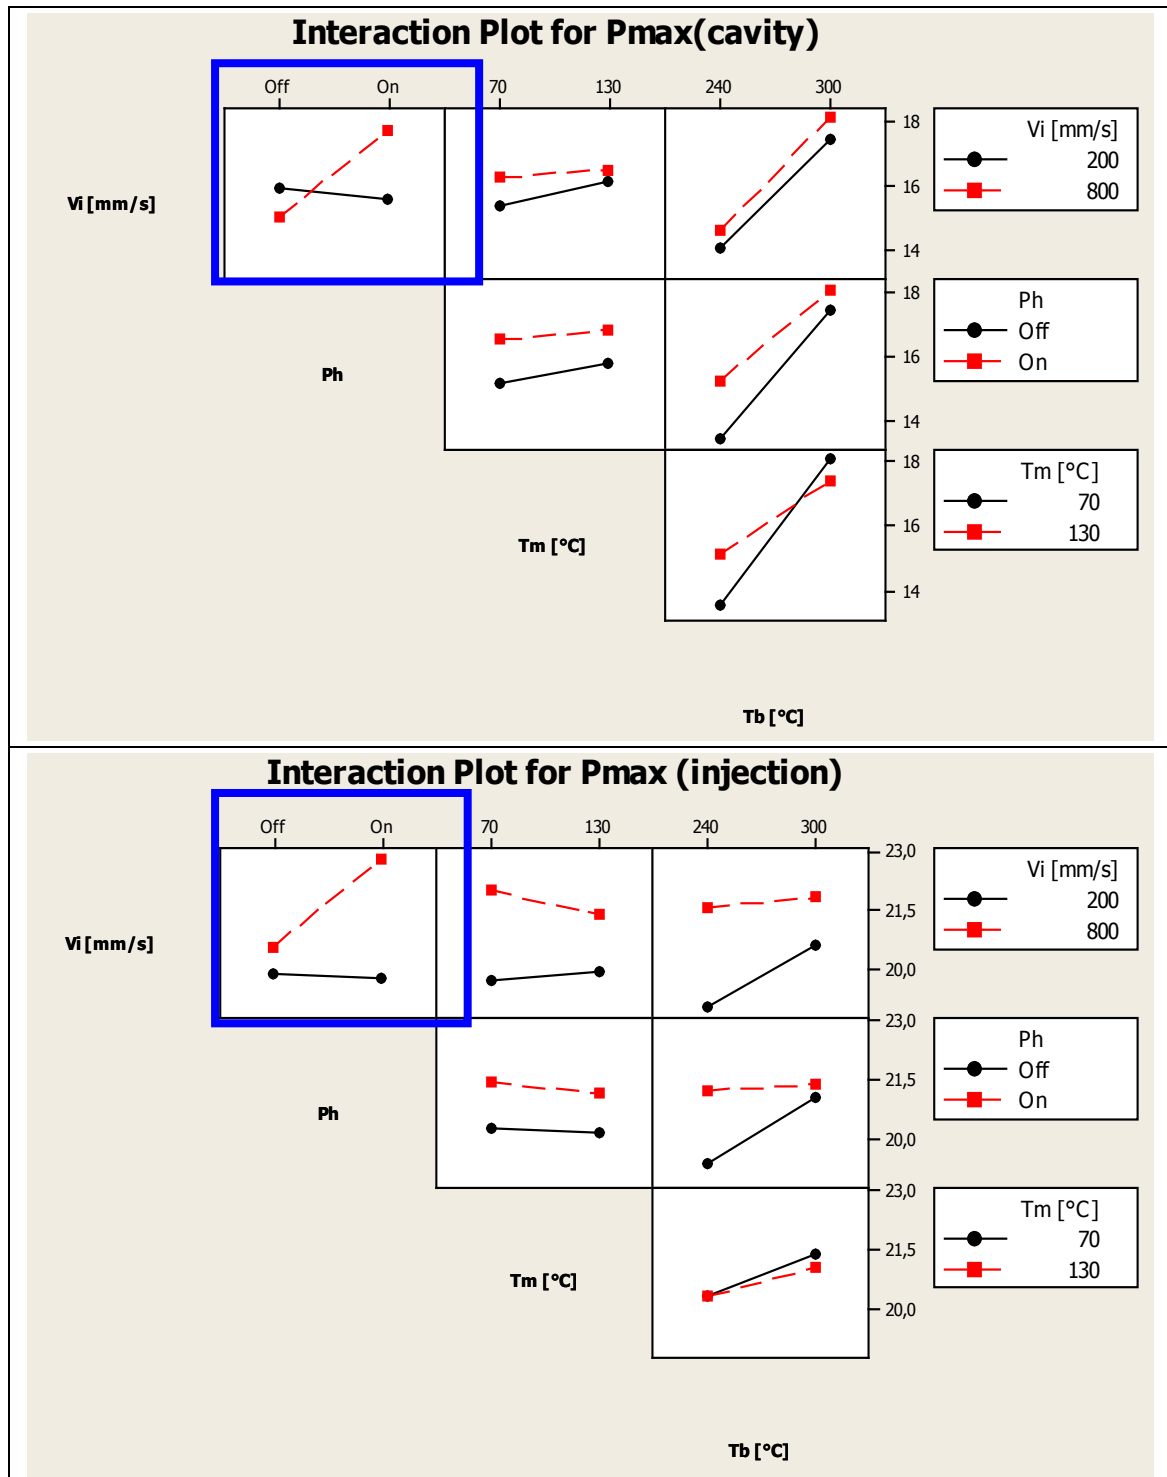 Interaction Plot for Pmax(cavity)
Off On 70 130 240 300
Vi [mm/s]
18
16
14
Vi [mm/s]
200
800
Ph
18
16
14
Ph
Off
On
Tm [°C]
18
16
14
Tm [°C]
70
130
Tb [°C]
Interaction Plot for Pmax (injection)
Off On 70 130 240 300
Vi [mm/s]
23,0
21,5
20,0
Vi [mm/s]
200
800
Ph
23,0
21,5
20,0
Ph
Off
On
Tm [°C]
23,0
21,5
20,0
Tm [°C]
70
130
Tb [°C]